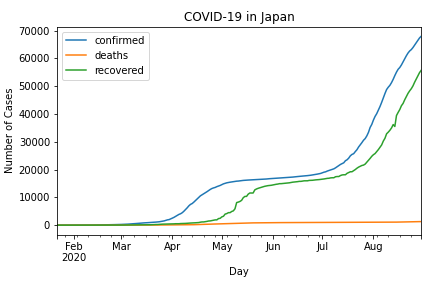 COVID-19 in Japan
confirmed
deaths
recovered
Number of Cases
70000
60000
50000
40000
30000
20000
10000
0
Feb Mar Apr May Jun Jul Aug
2020
Day